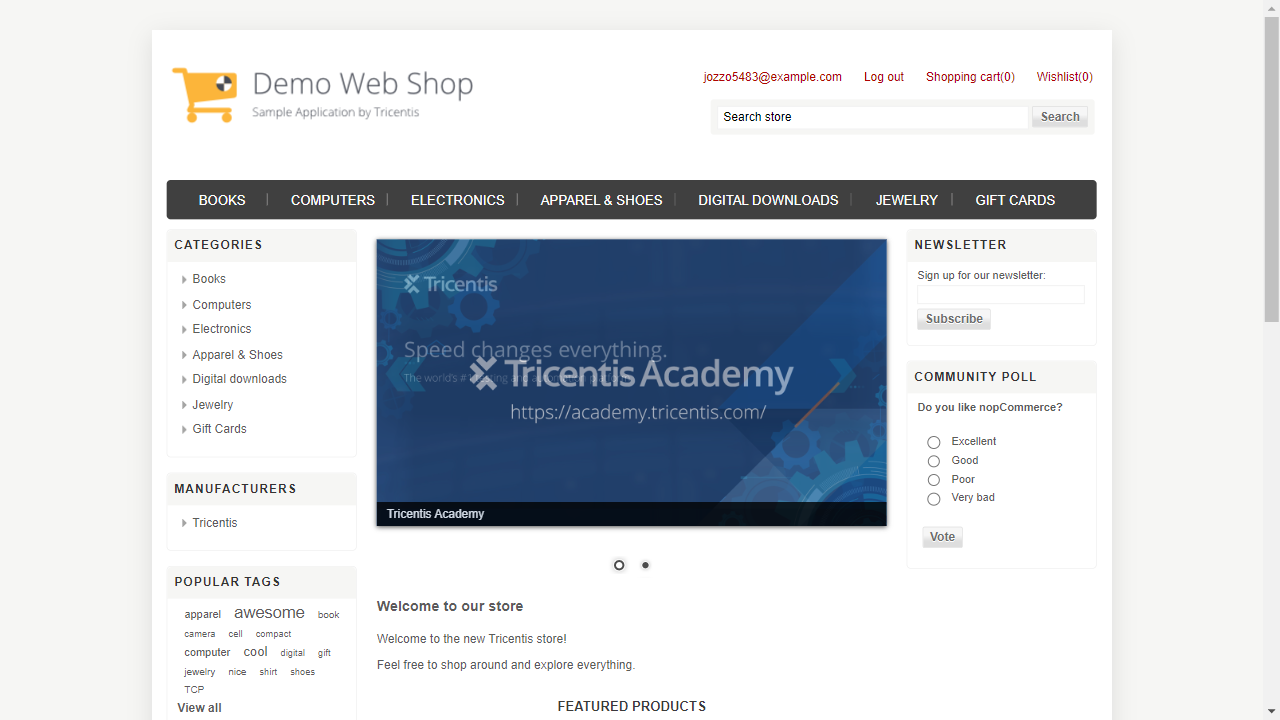 Demo Web Shop
Sample Application by Tricentis
jozzo5483@example.com Log out Shopping cart(0) Wishlist(0)
Search store Search
BOOKS COMPUTERS ELECTRONICS APPAREL & SHOES DIGITAL DOWNLOADS JEWELRY GIFT CARDS
CATEGORIES
Books
Computers
Electronics
Apparel & Shoes
Digital downloads
Jewelry
Gift Cards
MANUFACTURERS
Tricentis
POPULAR TAGS
apparel awesome book
camera cell compact
computer cool digital gift
jewelry nice shirt shoes
TCP
View all
Tricentis
Speed changes everything.
Tricentis Academy
https://academy.tricentis.com/
Tricentis Academy
Welcome to our store
Welcome to the new Tricentis store!
Feel free to shop around and explore everything.
FEATURED PRODUCTS
NEWSLETTER
Sign up for our newsletter:
Subscribe
COMMUNITY POLL
Do you like nopCommerce?
Excellent
Good
Poor
Very bad
Vote